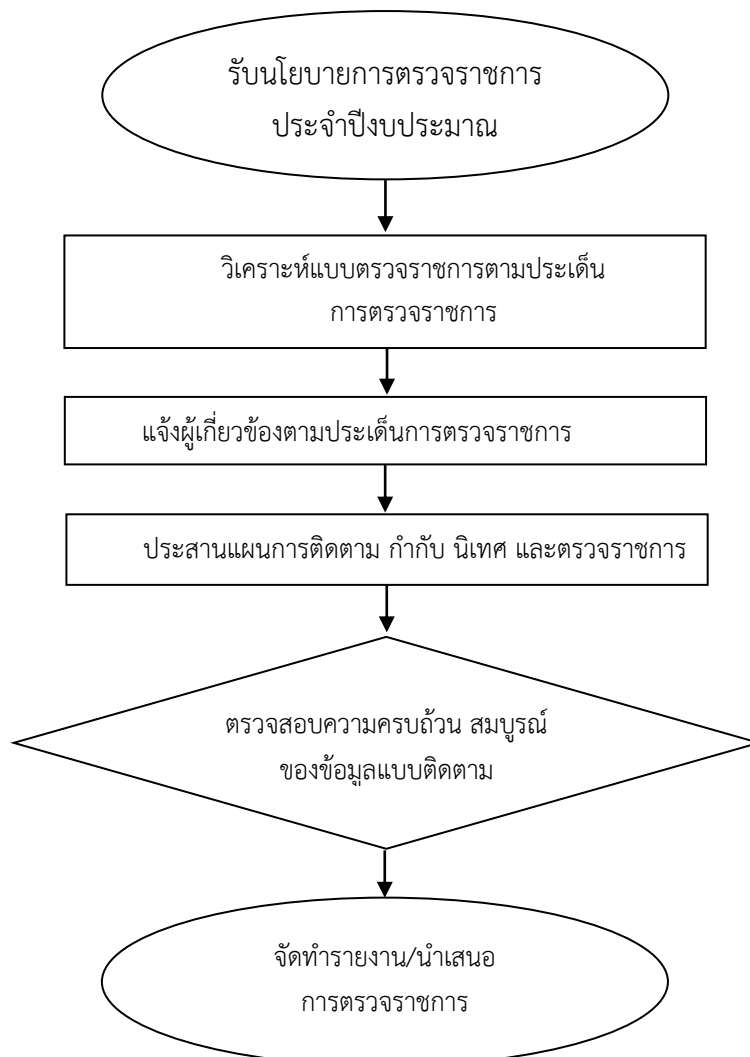 รับนโยบายการตรวจราชการ
ประจำปีงบประมาณ
วิเคราะห์แบบตรวจราชการตามประเด็น
การตรวจราชการ
แจ้งผู้เกี่ยวข้องตามประเด็นการตรวจราชการ
ประสานแผนการติดตาม กำกับ นิเทศ และตรวจราชการ
ตรวจสอบความครบถ้วน สมบูรณ์
ของข้อมูลแบบติดตาม
จัดทำรายงาน/นำเสนอ
การตรวจราชการ